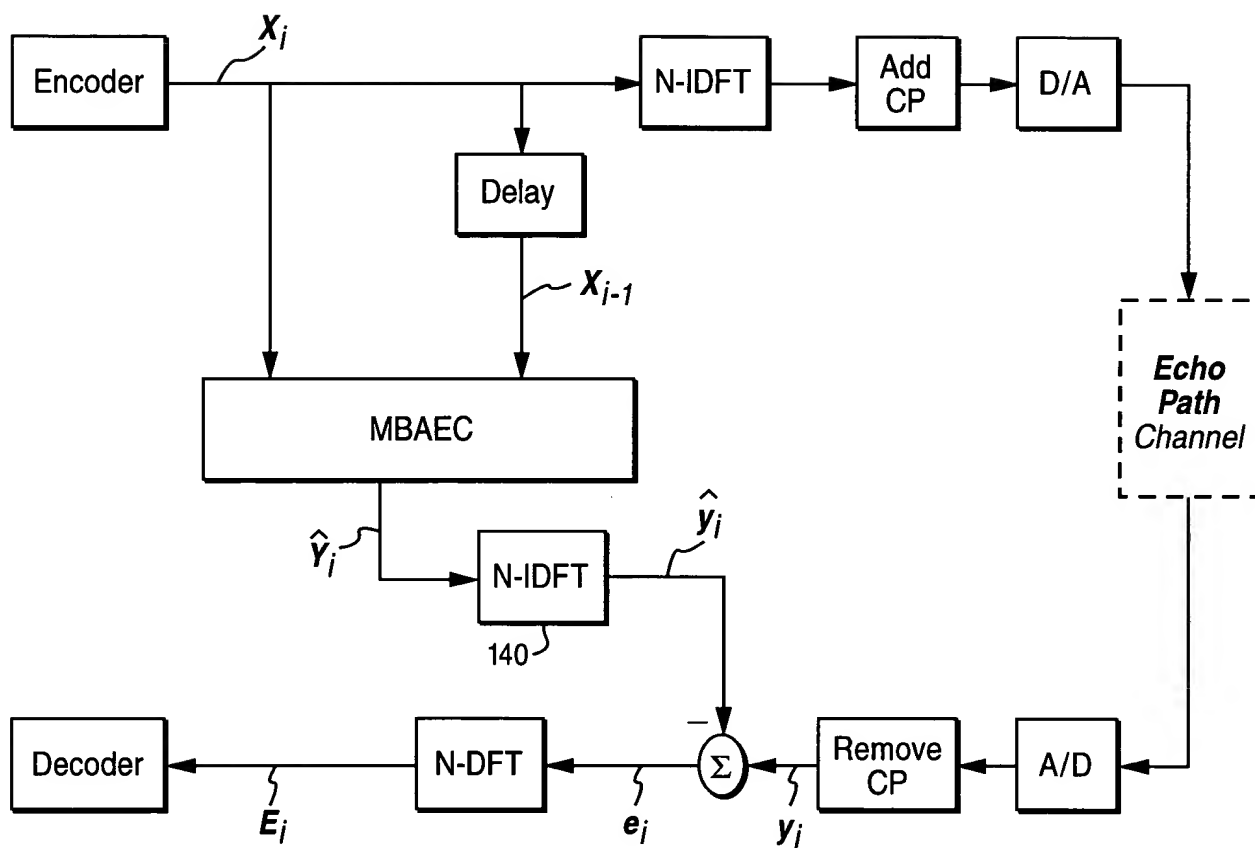 X_i
Encoder
N-IDFT
Add
CP
D/A
Delay
X_{i-1}
Echo
Path
Channel
MBAEC
Ŷ_i
ŷ_i
N-IDFT
140
–
Decoder
N-DFT
Σ
Remove
CP
A/D
E_i
e_i
y_i